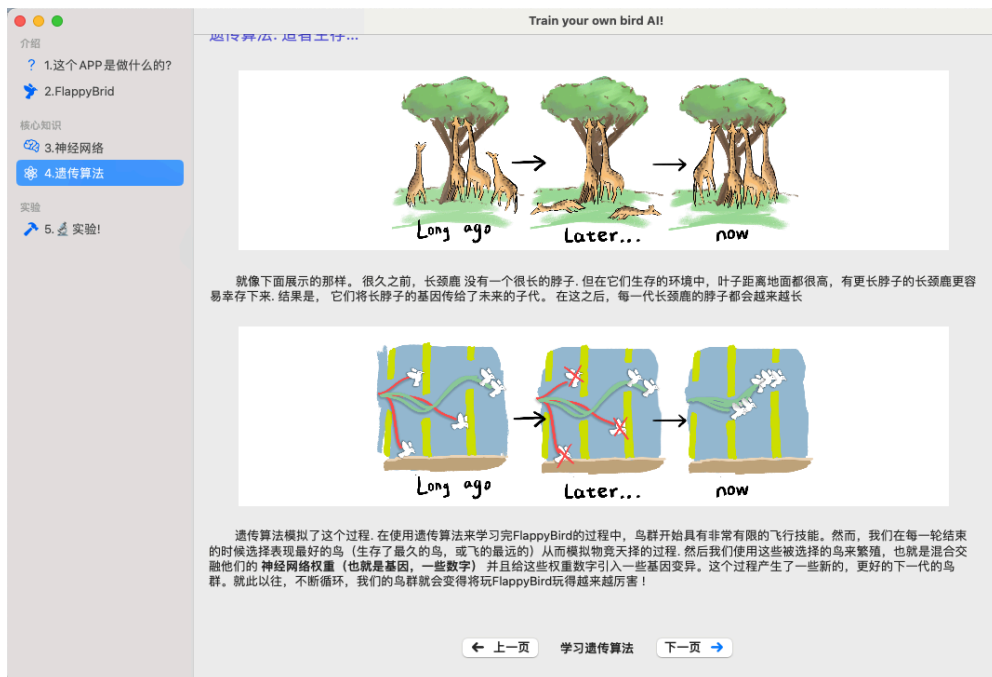 Train your own bird AI!
介绍
? 1.这个APP是做什么的?
2.FlappyBrid
核心知识
3.神经网络
4.遗传算法
实验
5.🔬 实验!
遗传算法: 适者生存...
Long ago
Later...
now
就像下面展示的那样。 很久之前，长颈鹿 没有一个很长的脖子. 但在它们生存的环境中，叶子距离地面都很高，有更长脖子的长颈鹿更容
易幸存下来. 结果是， 它们将长脖子的基因传给了未来的子代。 在这之后，每一代长颈鹿的脖子都会越来越长
Long ago
Later...
now
遗传算法模拟了这个过程. 在使用遗传算法来学习完FlappyBird的过程中，鸟群开始具有非常有限的飞行技能。然而，我们在每一轮结束
的时候选择表现最好的鸟（生存了最久的鸟，或飞的最远的）从而模拟物竞天择的过程. 然后我们使用这些被选择的鸟来繁殖，也就是混合交
融他们的 神经网络权重（也就是基因，一些数字） 并且给这些权重数字引入一些基因变异。这个过程产生了一些新的，更好的下一代的鸟
群。就此以往，不断循环，我们的鸟群就会变得将玩FlappyBird玩得越来越厉害！
← 上一页
学习遗传算法
下一页 →